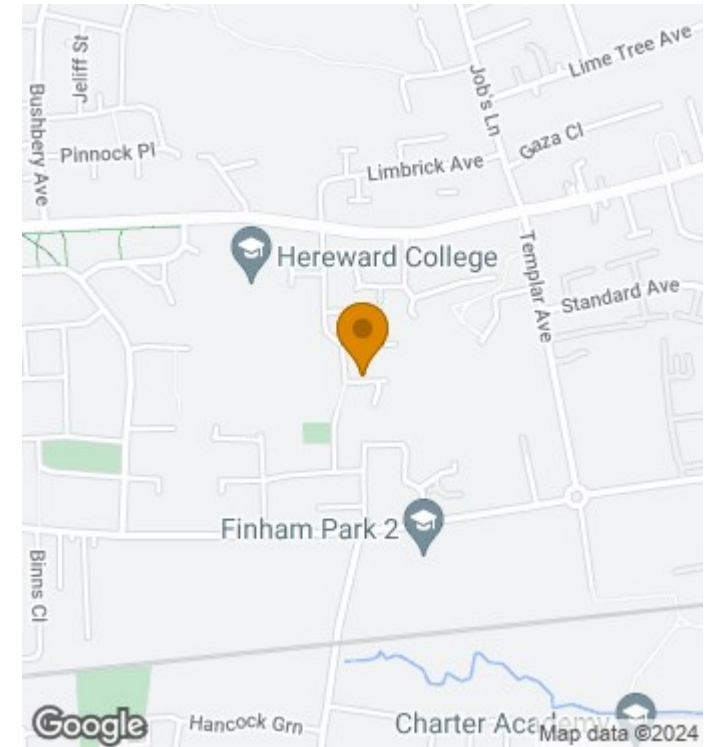 Jeliff St
Bushbery Ave
Pinnock Pl
Job's Ln
Lime Tree Ave
Gaza Cl
Limbrick Ave
Hereward College
Templar Ave
Standard Ave
Finham Park 2
Binns Cl
Hancock Grn
Charter Academy
Google
Map data ©2024